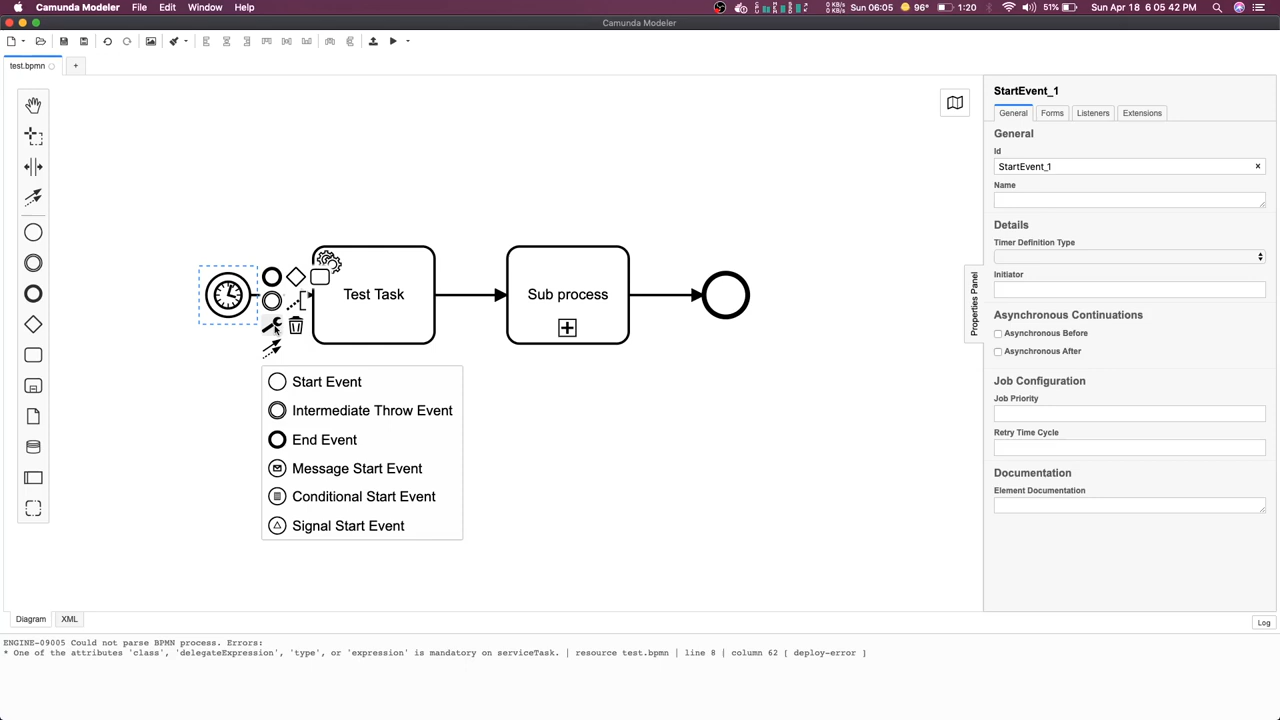 Camunda Modeler File Edit Window Help
0 KB/s
0 KB/s
Sun 06:05 96° 1:20 51% Sun Apr 18 6:05:42 PM
Camunda Modeler
test.bpmn
+
StartEvent_1
General Forms Listeners Extensions
General
Id
StartEvent_1
Name
Details
Timer Definition Type
Initiator
Asynchronous Continuations
Asynchronous Before
Asynchronous After
Job Configuration
Job Priority
Retry Time Cycle
Documentation
Element Documentation
Properties Panel
Test Task
Sub process
Start Event
Intermediate Throw Event
End Event
Message Start Event
Conditional Start Event
Signal Start Event
Diagram XML
Log
ENGINE-09005 Could not parse BPMN process. Errors:
* One of the attributes 'class', 'delegateExpression', 'type', or 'expression' is mandatory on serviceTask. | resource test.bpmn | line 8 | column 62 [ deploy-error ]